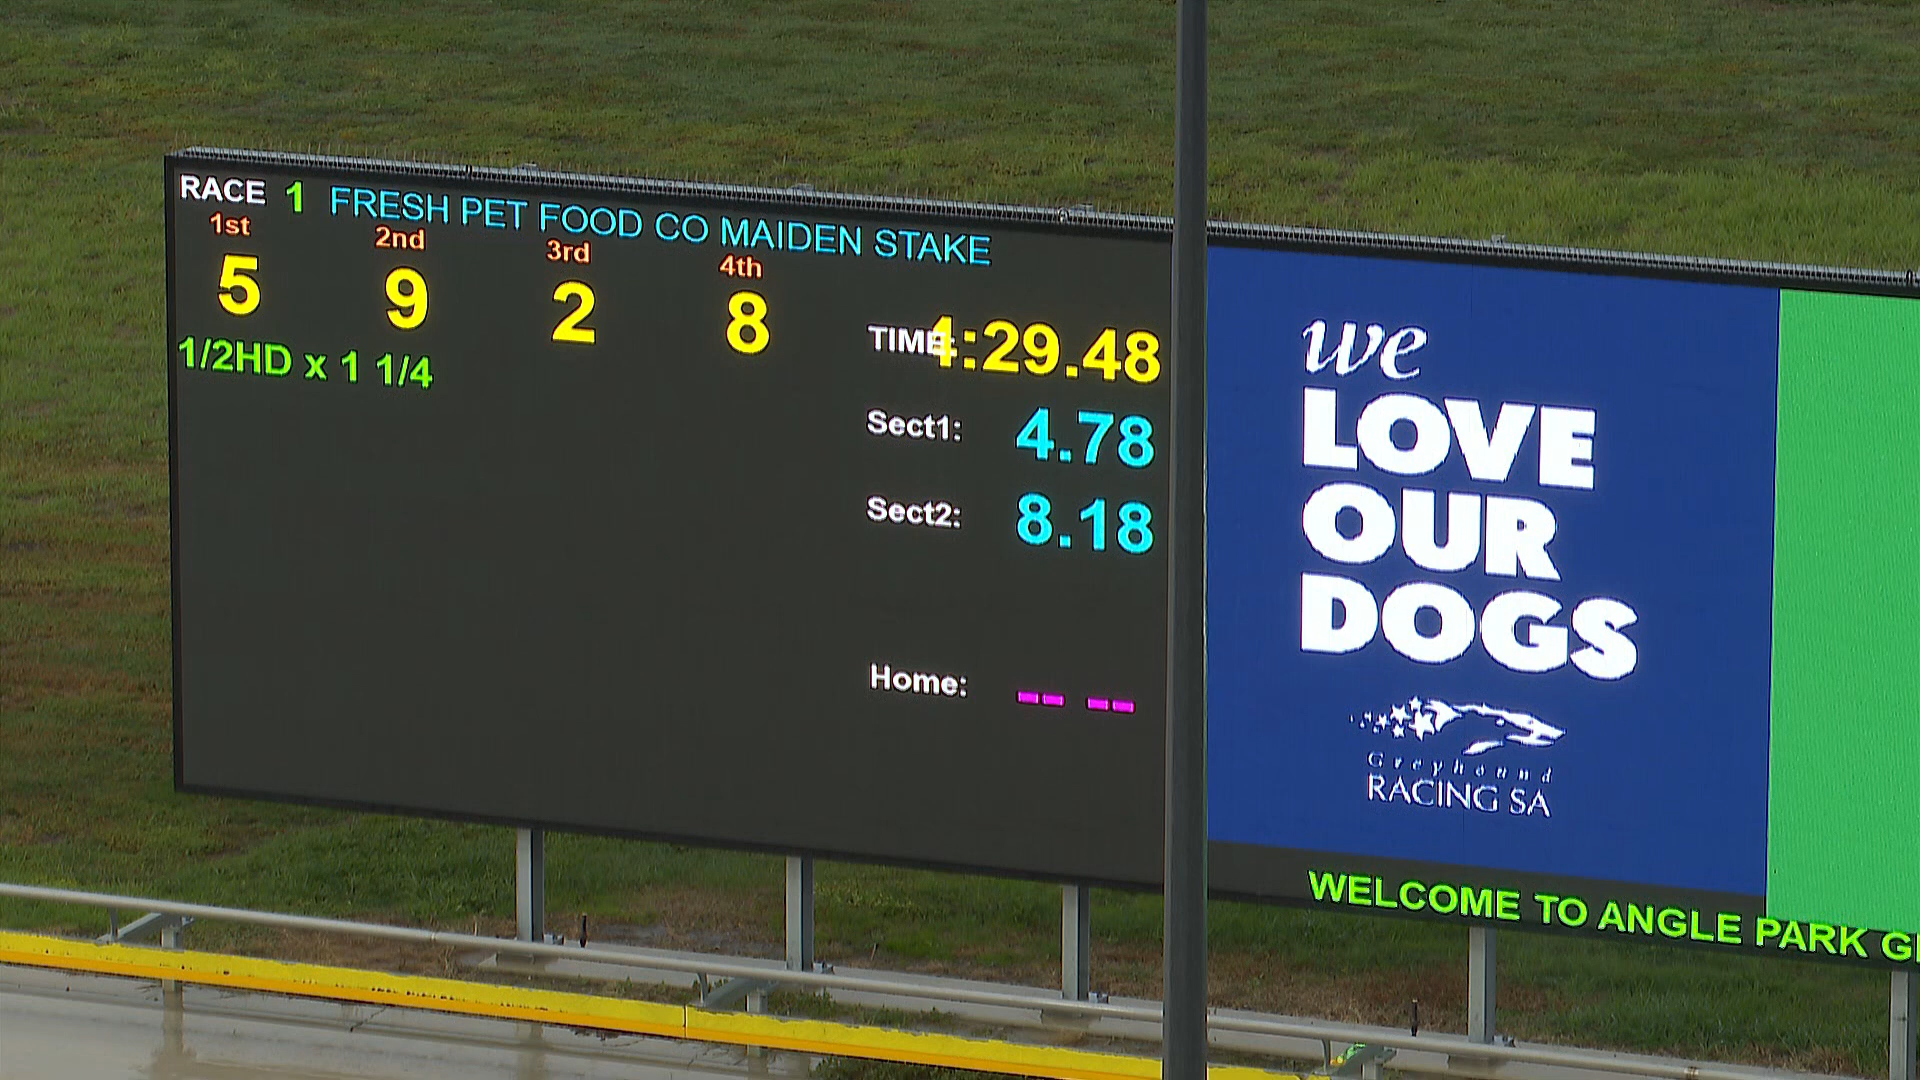 RACE 1 FRESH PET FOOD CO MAIDEN STAKE
1st 2nd 3rd 4th
5 9 2 8
1/2HD x 1 1/4
TIME: 4:29.48
Sect1: 4.78
Sect2: 8.18
Home: -- --
we
LOVE
OUR
DOGS
Greyhound
RACING SA
WELCOME TO ANGLE PARK G